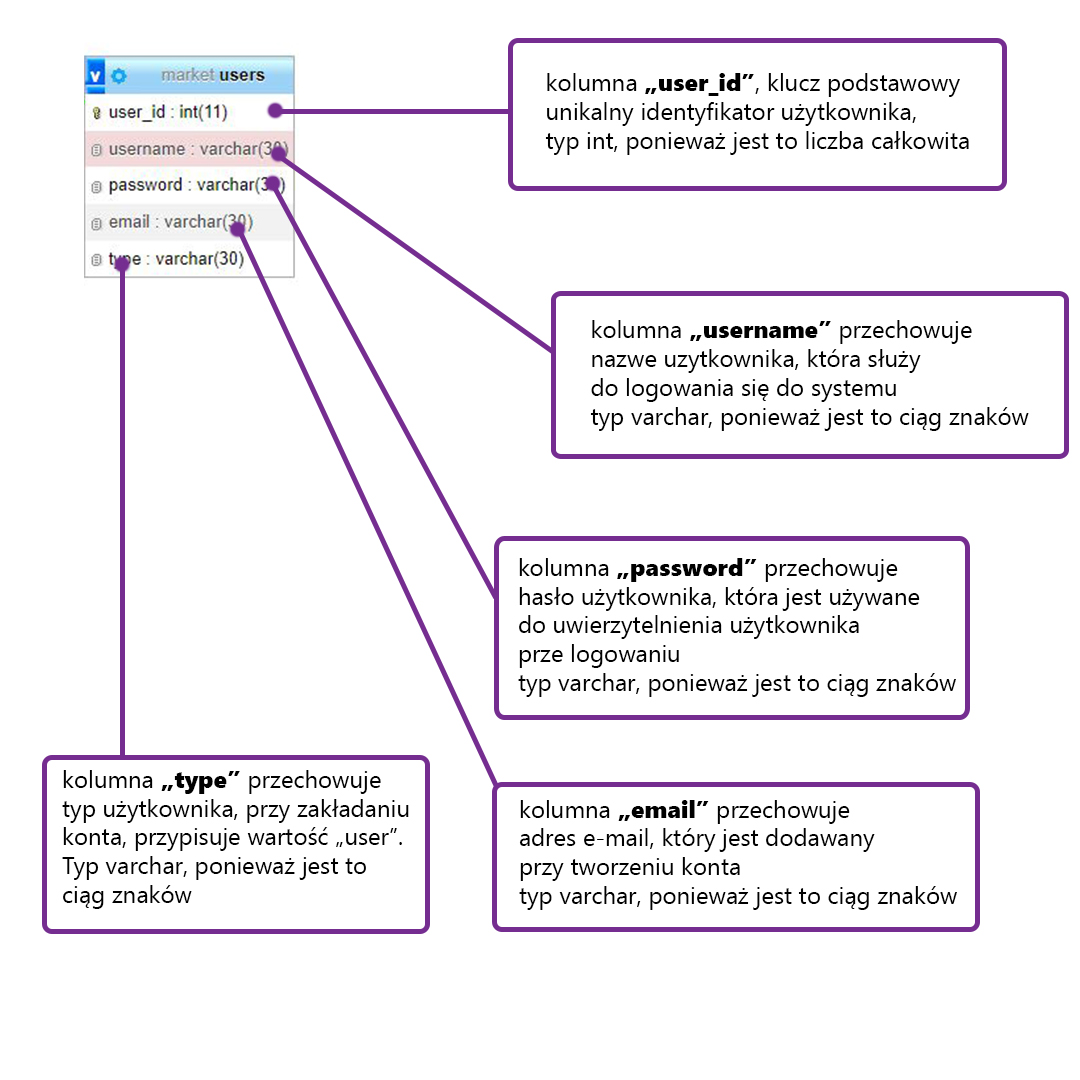 v market users
user_id : int(11)
username : varchar(30)
password : varchar(30)
email : varchar(30)
type : varchar(30)
kolumna „user_id”, klucz podstawowy
unikalny identyfikator użytkownika,
typ int, ponieważ jest to liczba całkowita
kolumna „username” przechowuje
nazwe uzytkownika, która służy
do logowania się do systemu
typ varchar, ponieważ jest to ciąg znaków
kolumna „password” przechowuje
hasło użytkownika, która jest używane
do uwierzytelnienia użytkownika
prze logowaniu
typ varchar, ponieważ jest to ciąg znaków
kolumna „type” przechowuje
typ użytkownika, przy zakładaniu
konta, przypisuje wartość „user”.
Typ varchar, ponieważ jest to
ciąg znaków
kolumna „email” przechowuje
adres e-mail, który jest dodawany
przy tworzeniu konta
typ varchar, ponieważ jest to ciąg znaków